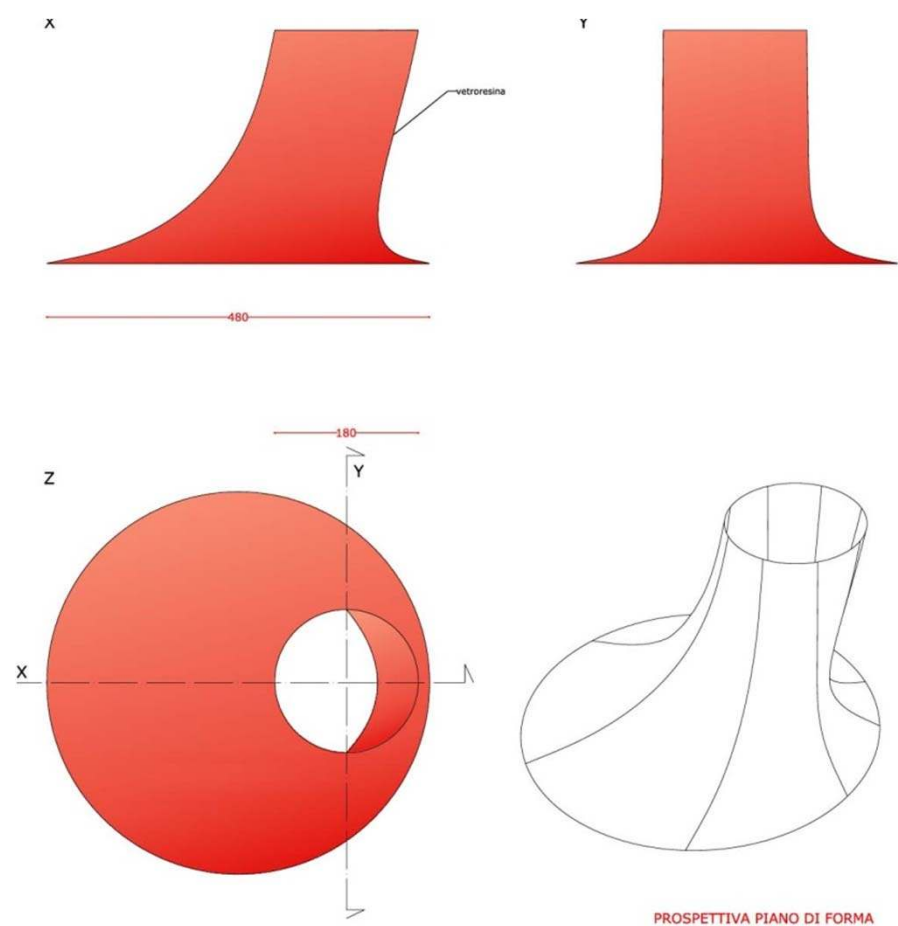 X
Y
vetroresina
480
180
Z
Y
X
PROSPETTIVA PIANO DI FORMA